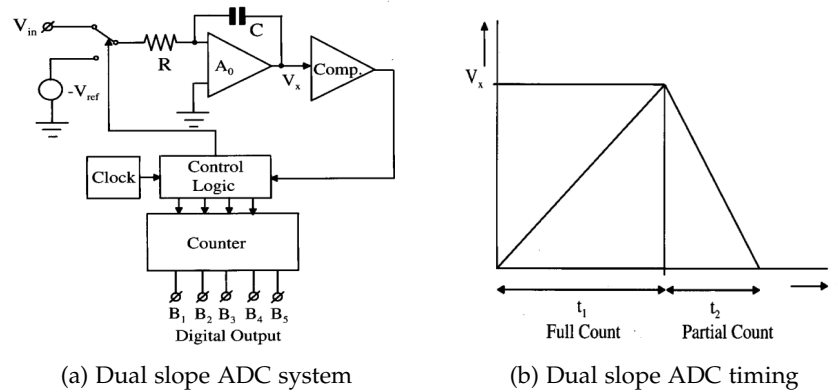 V_in
R
C
A_0
V_x
Comp.
-V_ref
Clock
Control
Logic
Counter
B_1 B_2 B_3 B_4 B_5
Digital Output
(a) Dual slope ADC system
V_x
t_1
t_2
Full Count
Partial Count
(b) Dual slope ADC timing